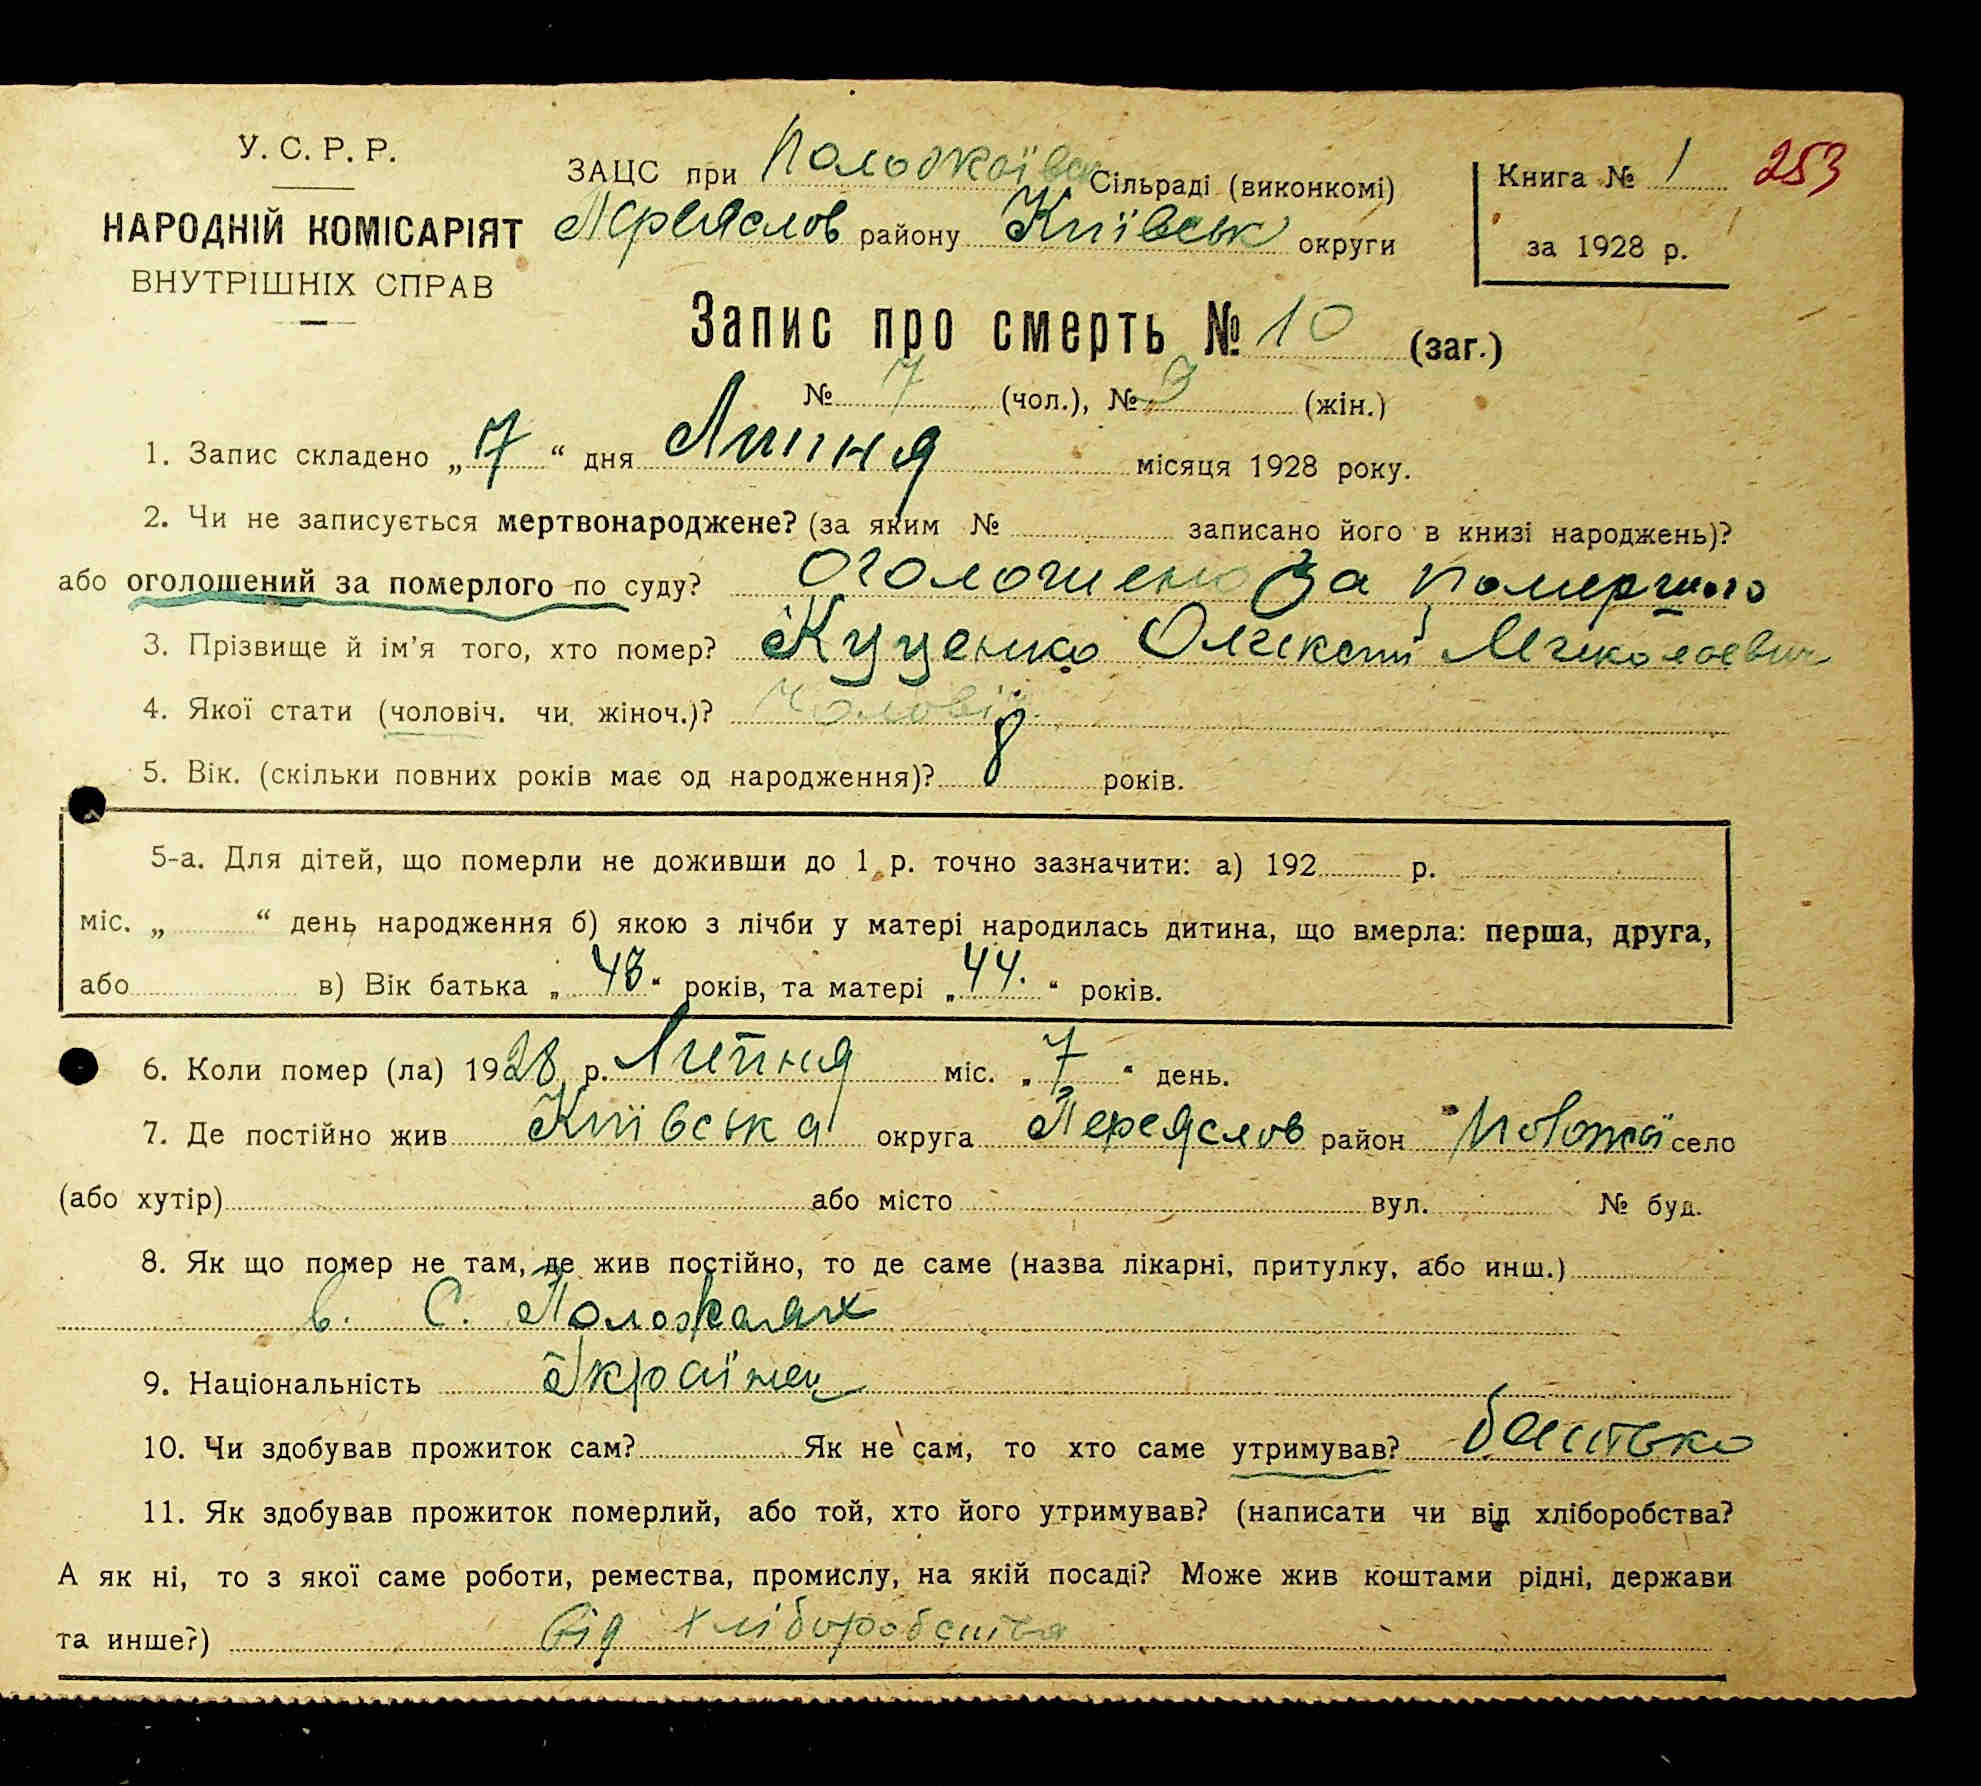 У. С. Р. Р.
НАРОДНІЙ КОМІСАРІЯТ
ВНУТРІШНІХ СПРАВ
ЗАЦС при Положаївск Сільраді (виконкомі)
Переяслов району Київськ округи
Книга № 1 253
за 1928 р.
Запис про смерть № 10 (заг.)
№ 7 (чол.), № 3 (жін.)
1. Запис складено „7“ дня Липня місяця 1928 року.
2. Чи не записується мертвонароджене? (за яким № записано його в книзі народжень)?
або оголошений за померлого по суду? оголошено за помершого
3. Прізвище й ім'я того, хто помер? Куценко Олексій Миколаевич
4. Якої стати (чоловіч. чи жіноч.)? Чоловіч.
5. Вік. (скільки повних років має од народження)? 8 років.
5-а. Для дітей, що померли не доживши до 1 р. точно зазначити: а) 192 р.
міс. „ “ день народження б) якою з лічби у матері народилась дитина, що вмерла: перша, друга,
або в) Вік батька „48“ років, та матері „44.“ років.
6. Коли помер (ла) 1928 р. Липня міс. „7“ день.
7. Де постійно жив Київська округа Переяслов район село
(або хутір) або місто вул. № буд.
8. Як що помер не там, де жив постійно, то де саме (назва лікарні, притулку, або инш.)
в. С. Положаях
9. Національність Українец
10. Чи здобував прожиток сам? Як не сам, то хто саме утримував? батько
11. Як здобував прожиток померлий, або той, хто його утримував? (написати чи від хліборобства?
А як ні, то з якої саме роботи, ремества, промислу, на якій посаді? Може жив коштами рідні, держави
та инше?) Від хліборобства